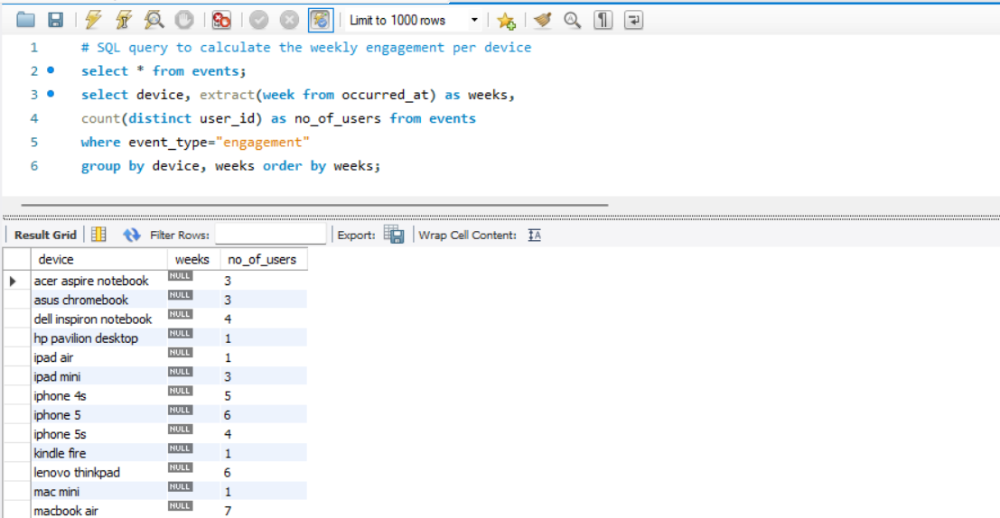 Limit to 1000 rows
1 # SQL query to calculate the weekly engagement per device
2 select * from events;
3 select device, extract(week from occurred_at) as weeks,
4 count(distinct user_id) as no_of_users from events
5 where event_type="engagement"
6 group by device, weeks order by weeks;
Result Grid Filter Rows: Export: Wrap Cell Content: IA
device weeks no_of_users
acer aspire notebook NULL 3
asus chromebook NULL 3
dell inspiron notebook NULL 4
hp pavilion desktop NULL 1
ipad air NULL 1
ipad mini NULL 3
iphone 4s NULL 5
iphone 5 NULL 6
iphone 5s NULL 4
kindle fire NULL 1
lenovo thinkpad NULL 6
mac mini NULL 1
macbook air NULL 7